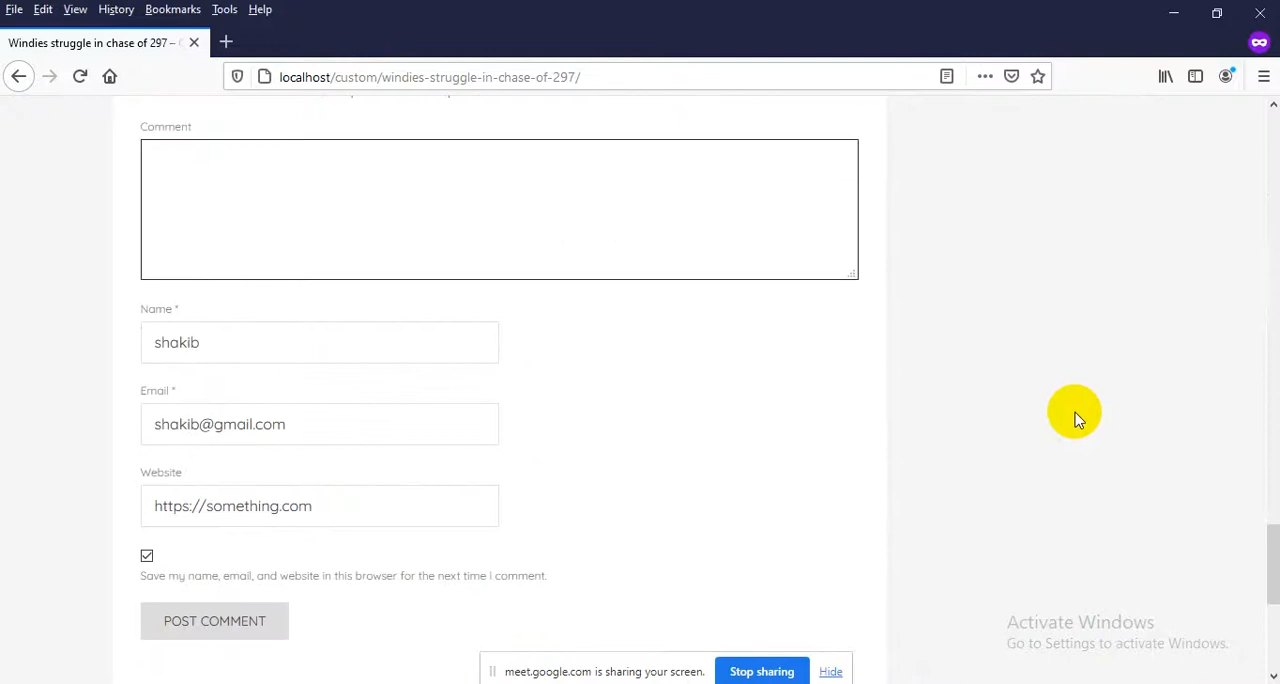 File Edit View History Bookmarks Tools Help
Windies struggle in chase of 297 –
localhost/custom/windies-struggle-in-chase-of-297/
Comment
Name *
shakib
Email *
shakib@gmail.com
Website
https://something.com
Save my name, email, and website in this browser for the next time I comment.
POST COMMENT
Activate Windows
Go to Settings to activate Windows.
meet.google.com is sharing your screen. Stop sharing Hide